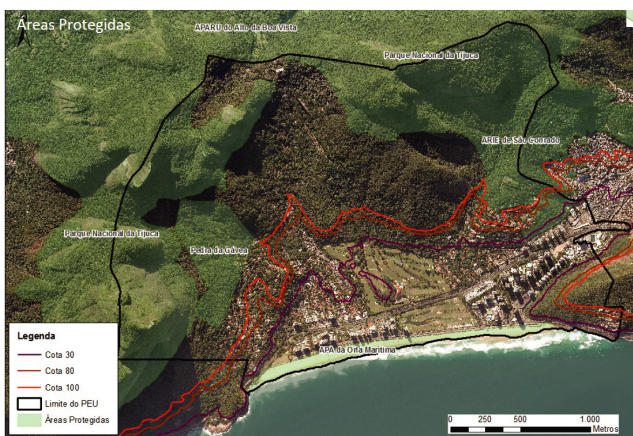 Áreas Protegidas
APARU do Alto da Boa Vista
Parque Nacional da Tijuca
ARIE de São Conrado
Parque Nacional da Tijuca
Pedra da Gávea
APA da Orla Marítima
Legenda
Cota 30
Cota 80
Cota 100
Limite do PEU
Áreas Protegidas
0 250 500 1.000
Metros